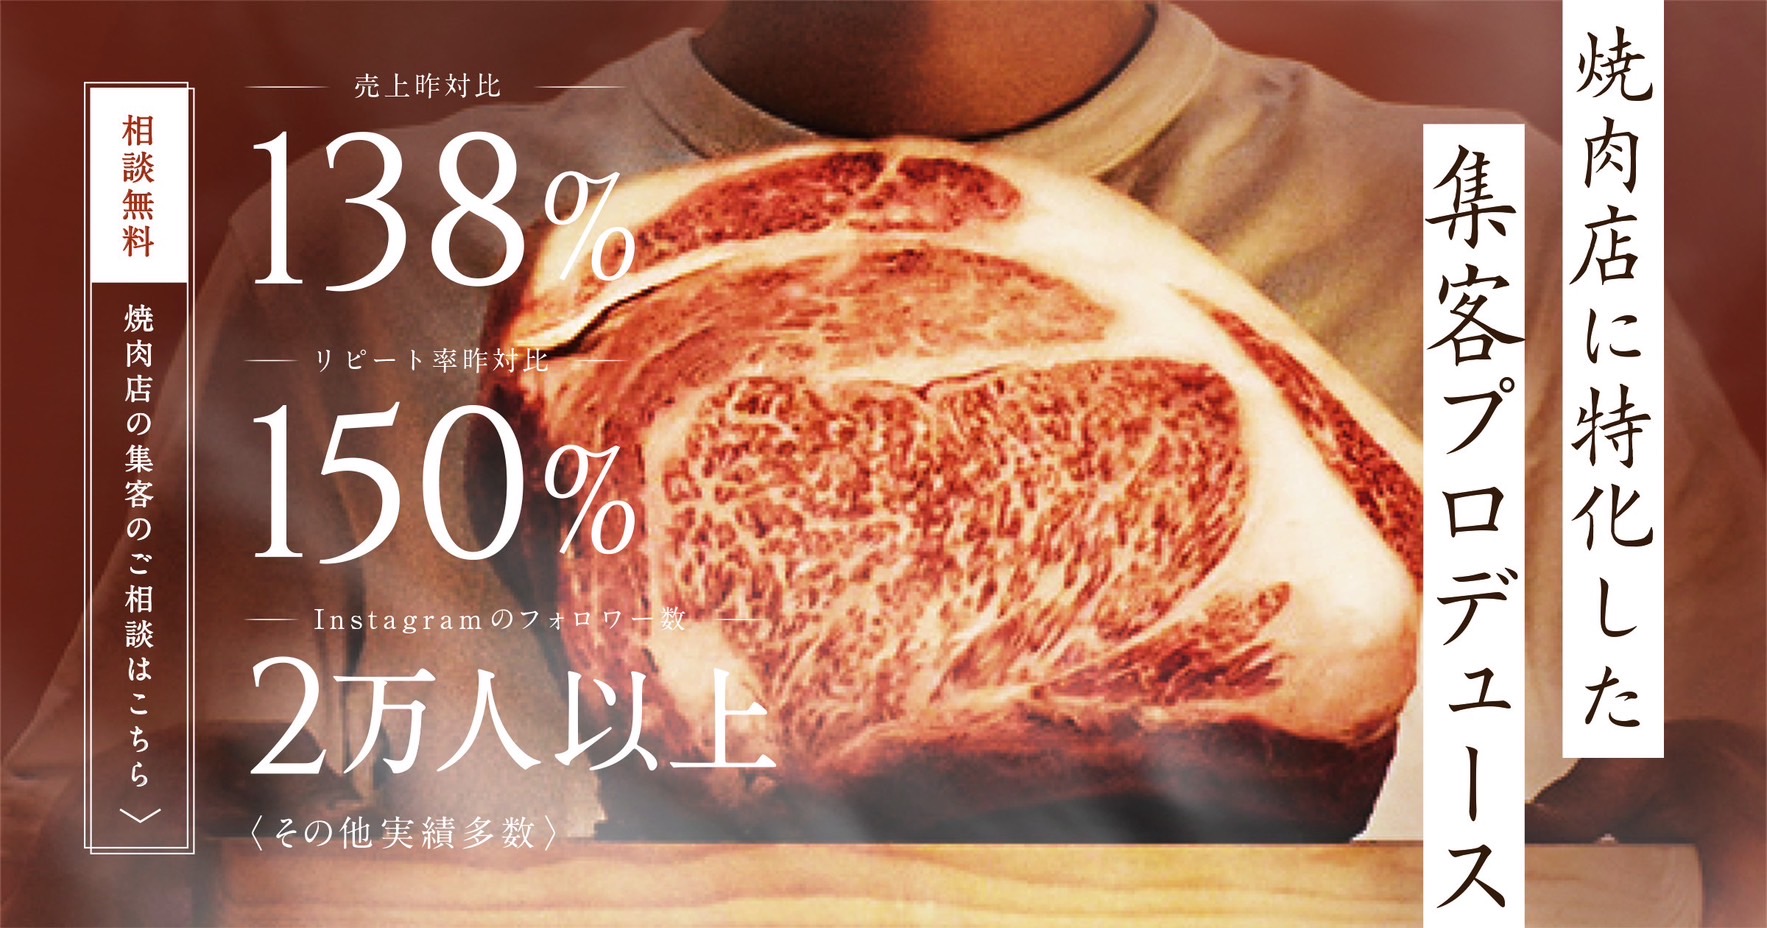 焼肉店に特化した
集客プロデュース
売上昨対比
138%
リピート率昨対比
150%
Instagramのフォロワー数
2万人以上
〈その他実績多数〉
相談無料
焼肉店の集客のご相談はこちら